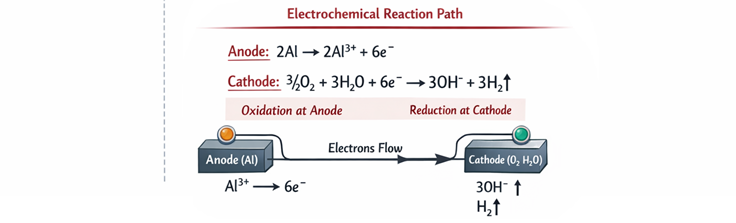 Electrochemical Reaction Path
Anode: 2Al → 2Al³⁺ + 6e⁻
Cathode: 3/2O₂ + 3H₂O + 6e⁻ → 3OH⁻ + 3H₂↑
Oxidation at Anode Reduction at Cathode
Electrons Flow
Anode (Al) Cathode (O₂ H₂O)
Al³⁺ → 6e⁻ 3OH⁻ ↑
H₂↑